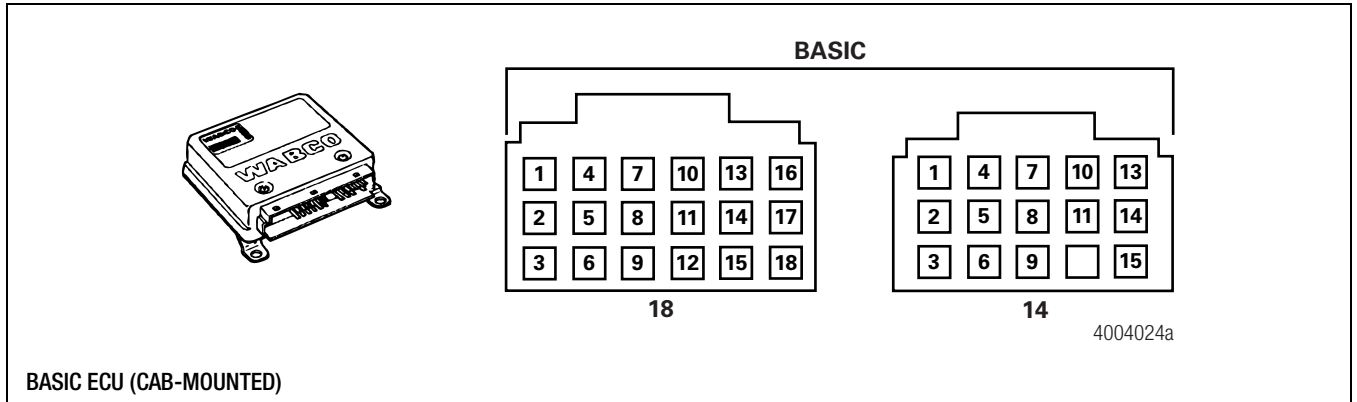 BASIC
WABCO
WABCO
1 4 7 10 13 16
2 5 8 11 14 17
3 6 9 12 15 18
18
1 4 7 10 13
2 5 8 11 14
3 6 9 15
14
4004024a
BASIC ECU (CAB-MOUNTED)